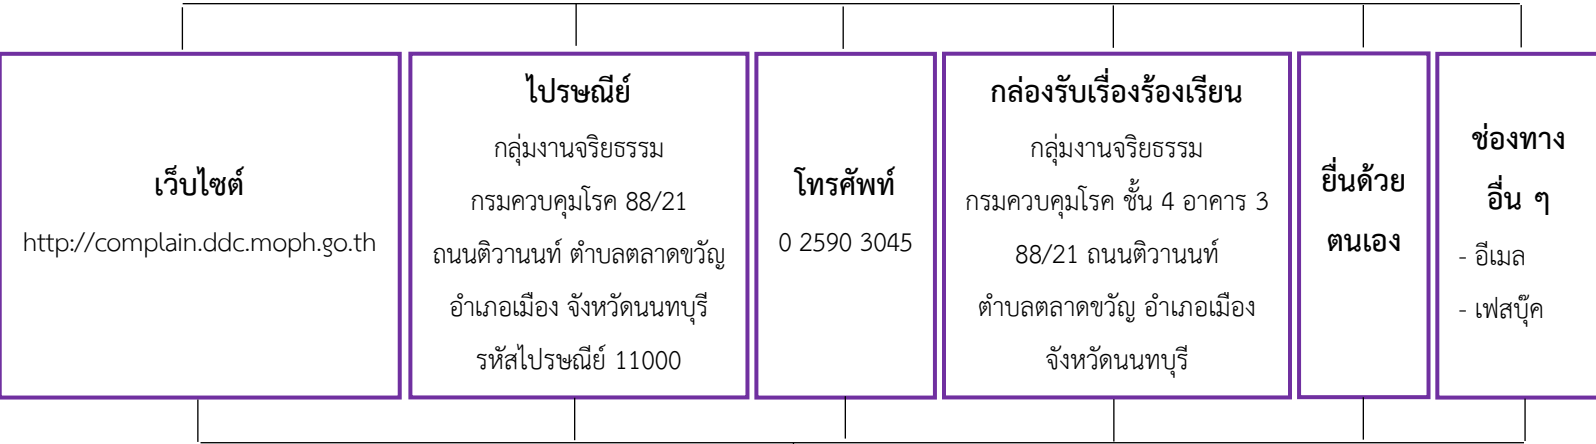 เว็บไซต์
http://complain.ddc.moph.go.th
ไปรษณีย์
กลุ่มงานจริยธรรม
กรมควบคุมโรค 88/21
ถนนติวานนท์ ตำบลตลาดขวัญ
อำเภอเมือง จังหวัดนนทบุรี
รหัสไปรษณีย์ 11000
โทรศัพท์
0 2590 3045
กล่องรับเรื่องร้องเรียน
กลุ่มงานจริยธรรม
กรมควบคุมโรค ชั้น 4 อาคาร 3
88/21 ถนนติวานนท์
ตำบลตลาดขวัญ อำเภอเมือง
จังหวัดนนทบุรี
ยื่นด้วย
ตนเอง
ช่องทาง
อื่น ๆ
- อีเมล
- เฟสบุ๊ค